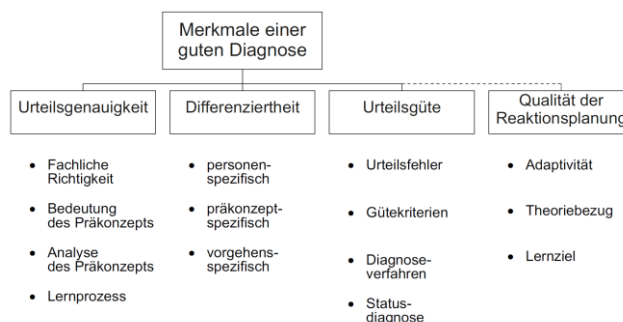 Merkmale einer
guten Diagnose
Urteilsgenauigkeit
Differenziertheit
Urteilsgüte
Qualität der
Reaktionsplanung
• Fachliche
Richtigkeit
• Bedeutung
des Präkonzepts
• Analyse
des Präkonzepts
• Lernprozess
• personen-
spezifisch
• präkonzept-
spezifisch
• vorgehens-
spezifisch
• Urteilsfehler
• Gütekriterien
• Diagnose-
verfahren
• Status-
diagnose
• Adaptivität
• Theoriebezug
• Lernziel